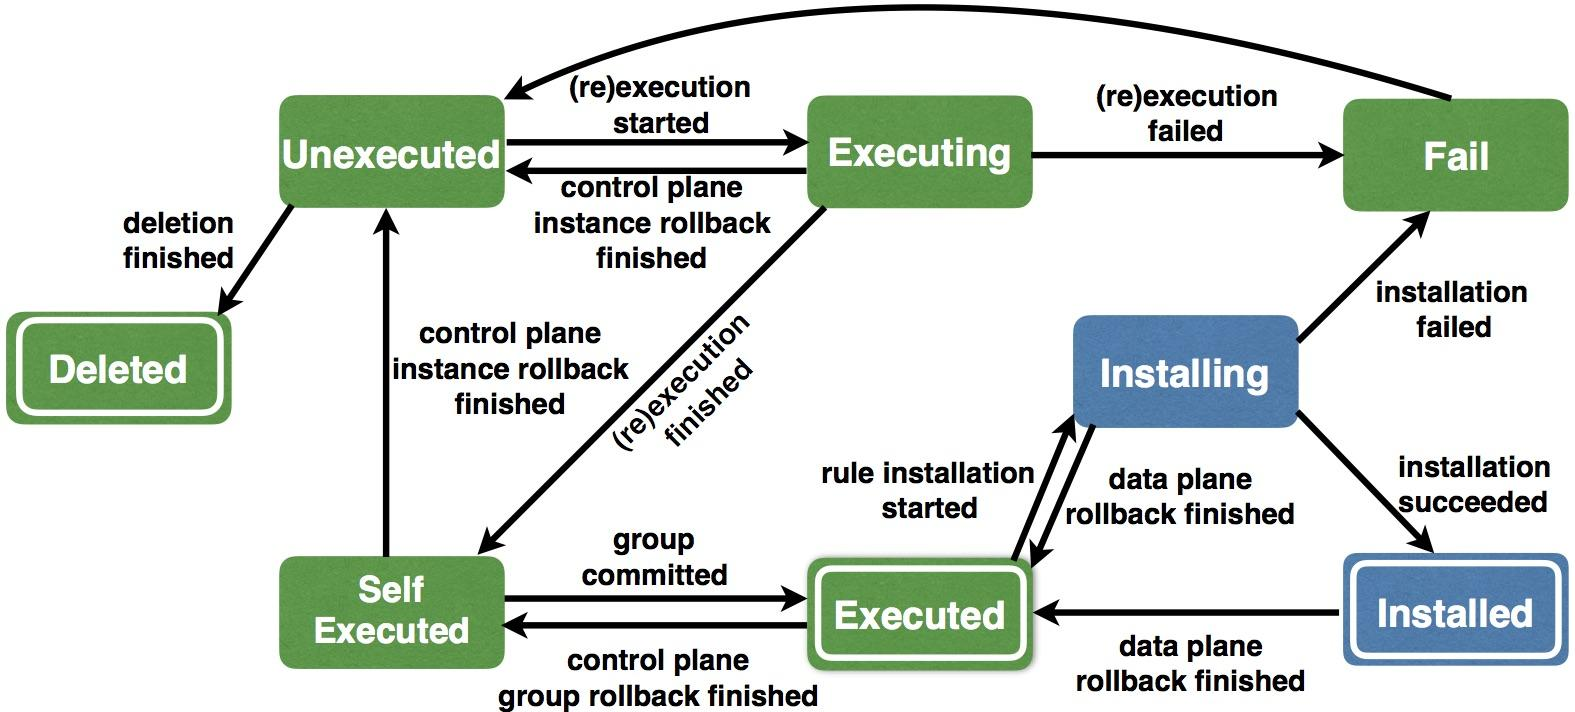 (re)execution
started
(re)execution
failed
Unexecuted
Executing
Fail
control plane
instance rollback
finished
deletion
finished
installation
failed
Deleted
control plane
instance rollback
finished
(re)execution
finished
Installing
rule installation
started
data plane
rollback finished
installation
succeeded
group
committed
Self
Executed
Executed
Installed
control plane
group rollback finished
data plane
rollback finished